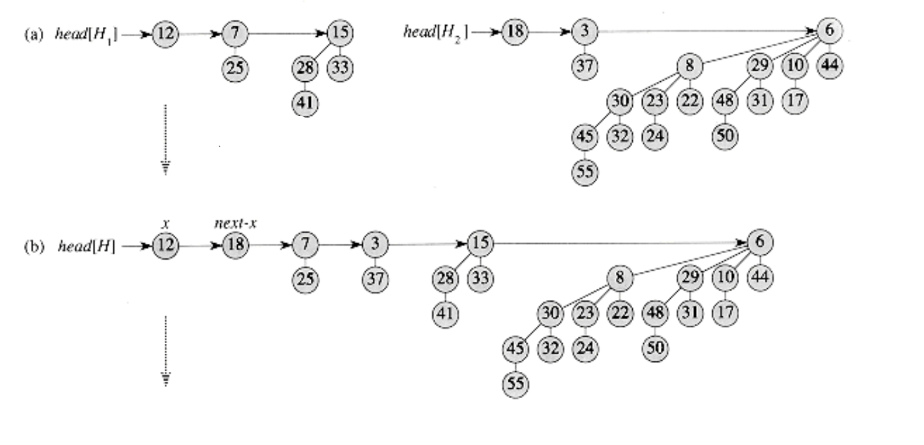 (a) head[H1] 12 7 15 head[H2] 18 3 6
25 28 33 37 8 29 10 44
41 30 23 22 48 31 17
45 32 24 50
55
x next-x
(b) head[H] 12 18 7 3 15 6
25 37 28 33 8 29 10 44
41 30 23 22 48 31 17
45 32 24 50
55